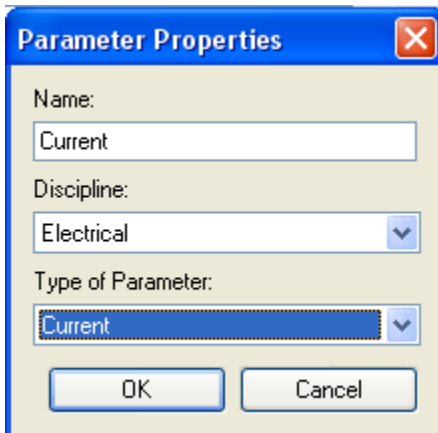 Parameter Properties
Name:
Current
Discipline:
Electrical
Type of Parameter:
Current
OK Cancel